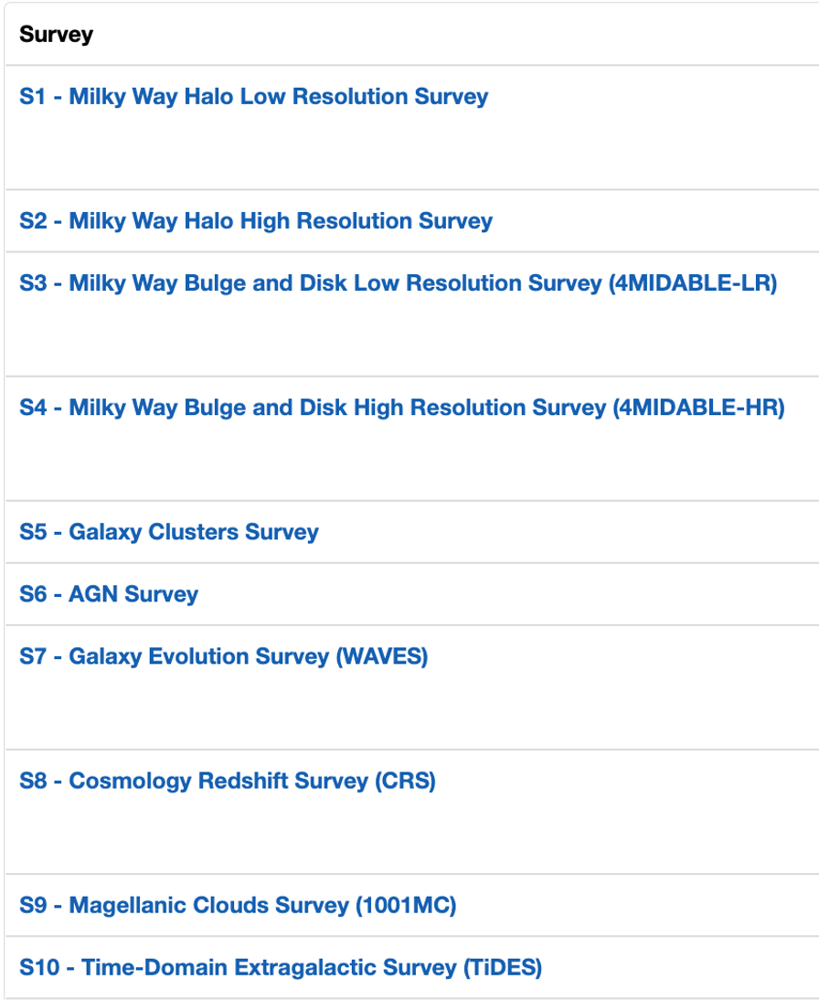 Survey
S1 - Milky Way Halo Low Resolution Survey
S2 - Milky Way Halo High Resolution Survey
S3 - Milky Way Bulge and Disk Low Resolution Survey (4MIDABLE-LR)
S4 - Milky Way Bulge and Disk High Resolution Survey (4MIDABLE-HR)
S5 - Galaxy Clusters Survey
S6 - AGN Survey
S7 - Galaxy Evolution Survey (WAVES)
S8 - Cosmology Redshift Survey (CRS)
S9 - Magellanic Clouds Survey (1001MC)
S10 - Time-Domain Extragalactic Survey (TiDES)